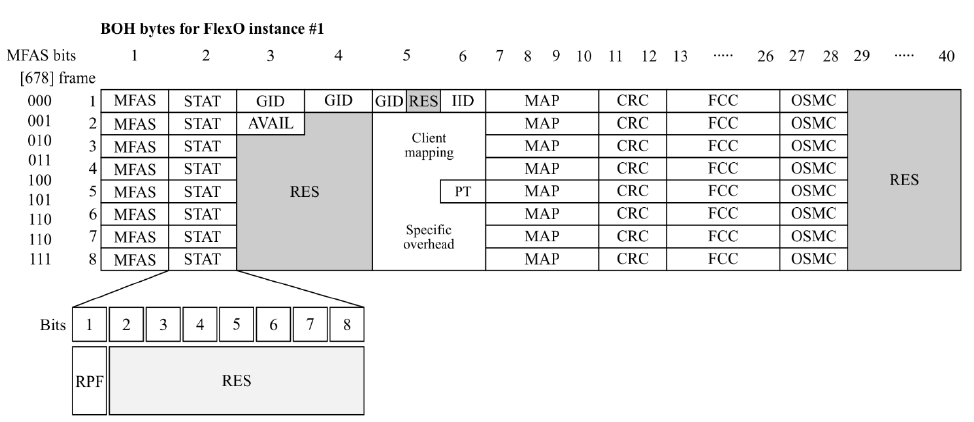 BOH bytes for FlexO instance #1
MFAS bits 1 2 3 4 5 6 7 8 9 10 11 12 13 ····· 26 27 28 29 ····· 40
[678] frame
000 1 MFAS STAT GID GID GID RES IID MAP CRC FCC OSMC
001 2 MFAS STAT AVAIL MAP CRC FCC OSMC
010 3 MFAS STAT Client mapping MAP CRC FCC OSMC
011 4 MFAS STAT MAP CRC FCC OSMC
100 5 MFAS STAT RES PT MAP CRC FCC OSMC RES
101 6 MFAS STAT MAP CRC FCC OSMC
110 7 MFAS STAT Specific overhead MAP CRC FCC OSMC
110
111 8 MFAS STAT MAP CRC FCC OSMC
Bits 1 2 3 4 5 6 7 8
RPF RES